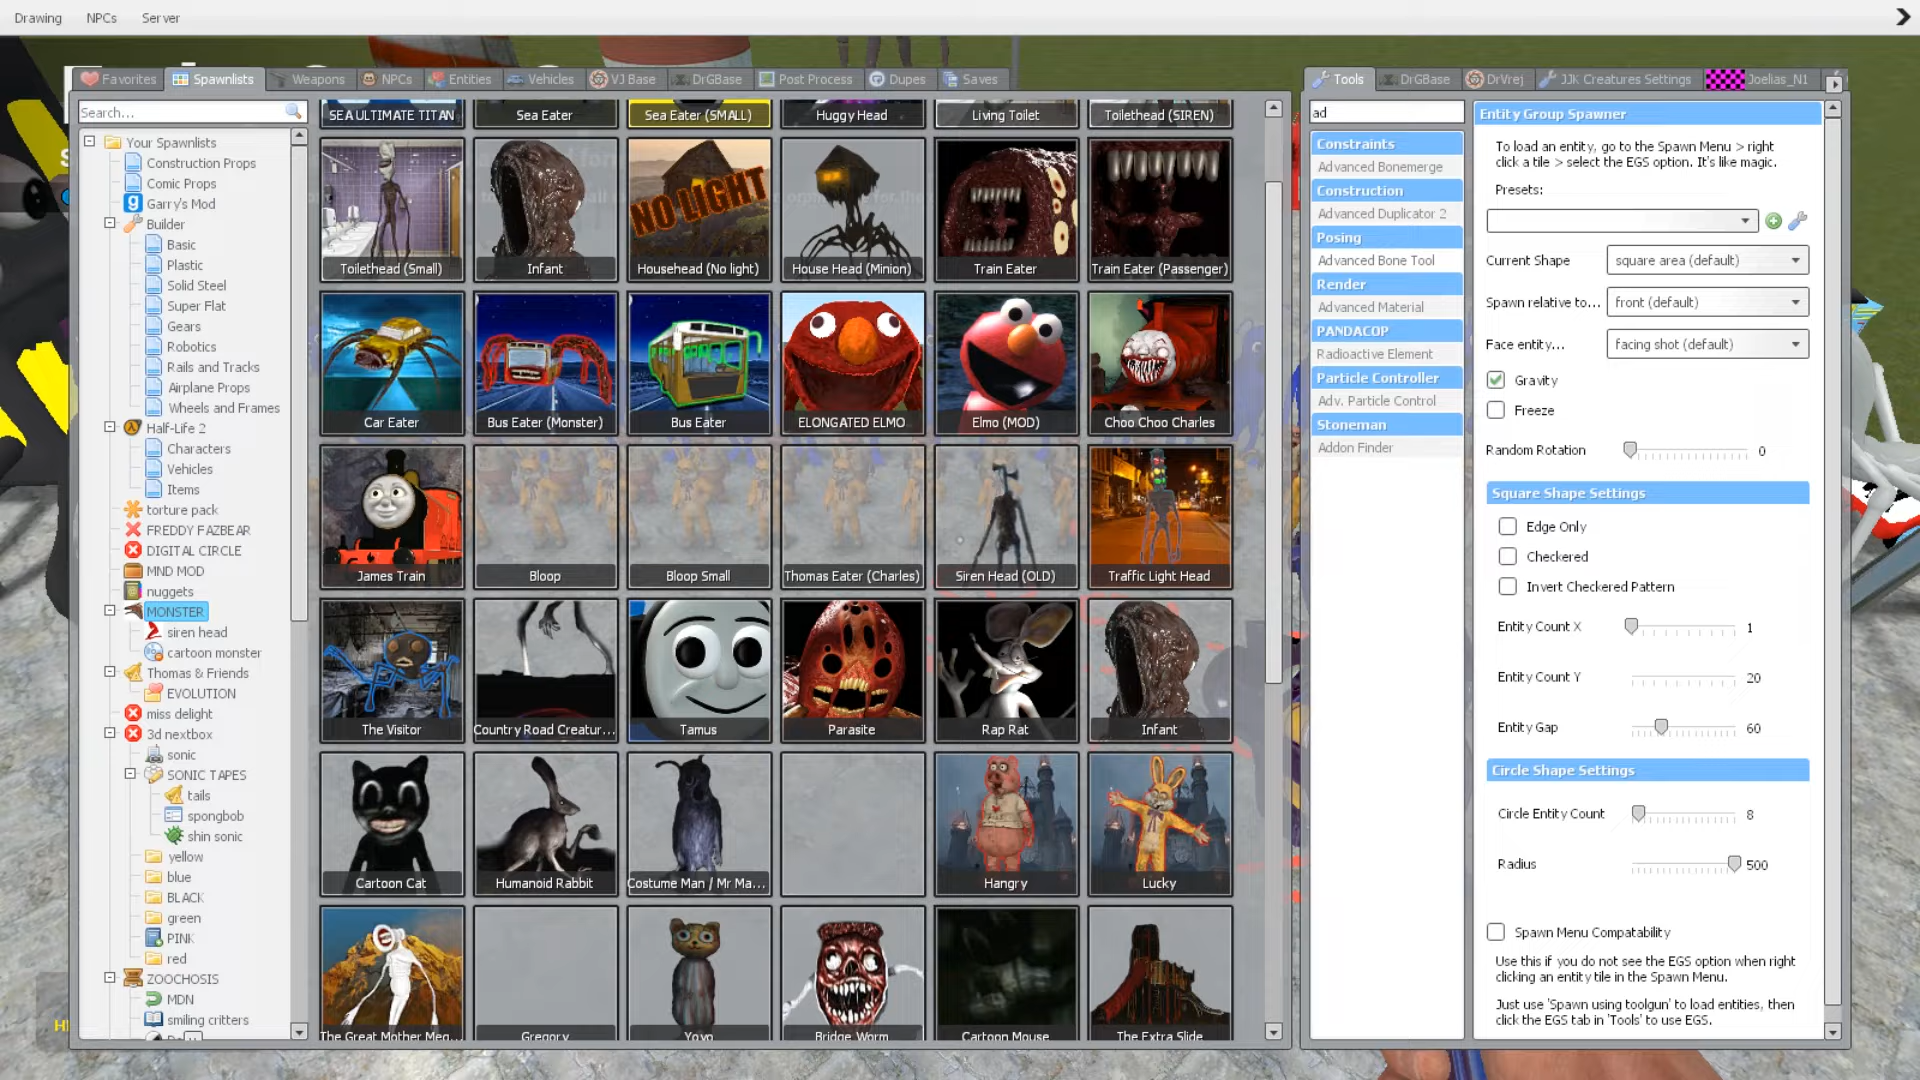 Drawing NPCs Server
Favorites Spawnlists Weapons NPCs Entities Vehicles VJ Base DrGBase Post Process Dupes Saves
Search...
Your Spawnlists
Construction Props
Comic Props
Garry's Mod
Builder
Basic
Plastic
Solid Steel
Super Flat
Gears
Robotics
Rails and Tracks
Airplane Props
Wheels and Frames
Half-Life 2
Characters
Vehicles
Items
torture pack
FREDDY FAZBEAR
DIGITAL CIRCLE
MND MOD
nuggets
MONSTER
siren head
cartoon monster
Thomas & Friends
EVOLUTION
miss delight
3d nextbox
sonic
SONIC TAPES
tails
spongbob
shin sonic
yellow
blue
BLACK
green
PINK
red
ZOOCHOSIS
MDN
smiling critters
SEA ULTIMATE TITAN Sea Eater Sea Eater (SMALL) Huggy Head Living Toilet Toilethead (SIREN)
NO LIGHT
Toilethead (Small) Infant Househead (No light) House Head (Minion) Train Eater Train Eater (Passenger)
Car Eater Bus Eater (Monster) Bus Eater ELONGATED ELMO Elmo (MOD) Choo Choo Charles
James Train Bloop Bloop Small Thomas Eater (Charles) Siren Head (OLD) Traffic Light Head
The Visitor Country Road Creatur... Tamus Parasite Rap Rat Infant
Cartoon Cat Humanoid Rabbit Costume Man / Mr Ma... Hangry Lucky
The Great Mother Meg... Gregory Yoyo Bridge Worm Cartoon Mouse The Extra Slide
Tools DrGBase DrVrej JJK Creatures Settings Joelias_N1
ad
Constraints
Advanced Bonemerge
Construction
Advanced Duplicator 2
Posing
Advanced Bone Tool
Render
Advanced Material
PANDACOP
Radioactive Element
Particle Controller
Adv. Particle Control
Stoneman
Addon Finder
Entity Group Spawner
To load an entity, go to the Spawn Menu > right
click a tile > select the EGS option. It's like magic.
Presets:
Current Shape square area (default)
Spawn relative to... front (default)
Face entity... facing shot (default)
Gravity
Freeze
Random Rotation 0
Square Shape Settings
Edge Only
Checkered
Invert Checkered Pattern
Entity Count X 1
Entity Count Y 20
Entity Gap 60
Circle Shape Settings
Circle Entity Count 8
Radius 500
Spawn Menu Compatability
Use this if you do not see the EGS option when right
clicking an entity tile in the Spawn Menu.
Just use 'Spawn using toolgun' to load entities, then
click the EGS tab in 'Tools' to use EGS.